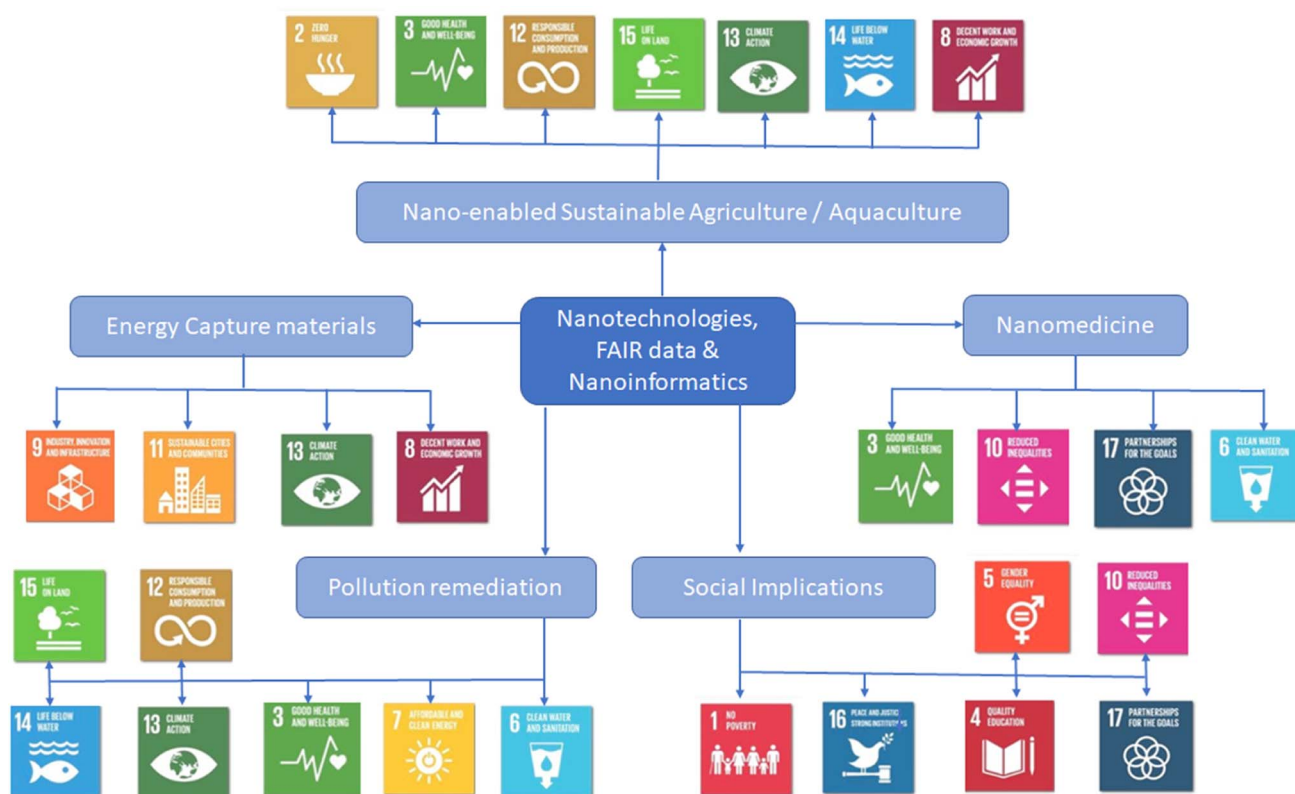 2 ZERO
HUNGER
3 GOOD HEALTH
AND WELL-BEING
12 RESPONSIBLE
CONSUMPTION
AND PRODUCTION
15 LIFE
ON LAND
13 CLIMATE
ACTION
14 LIFE BELOW
WATER
8 DECENT WORK AND
ECONOMIC GROWTH
Nano-enabled Sustainable Agriculture / Aquaculture
Energy Capture materials
Nanotechnologies,
FAIR data &
Nanoinformatics
Nanomedicine
9 INDUSTRY, INNOVATION
AND INFRASTRUCTURE
11 SUSTAINABLE CITIES
AND COMMUNITIES
13 CLIMATE
ACTION
8 DECENT WORK AND
ECONOMIC GROWTH
3 GOOD HEALTH
AND WELL-BEING
10 REDUCED
INEQUALITIES
17 PARTNERSHIPS
FOR THE GOALS
6 CLEAN WATER
AND SANITATION
Pollution remediation
Social Implications
15 LIFE
ON LAND
12 RESPONSIBLE
CONSUMPTION
AND PRODUCTION
5 GENDER
EQUALITY
10 REDUCED
INEQUALITIES
14 LIFE BELOW
WATER
13 CLIMATE
ACTION
3 GOOD HEALTH
AND WELL-BEING
7 AFFORDABLE AND
CLEAN ENERGY
6 CLEAN WATER
AND SANITATION
1 NO
POVERTY
16 PEACE AND JUSTICE
STRONG INSTITUTIONS
4 QUALITY
EDUCATION
17 PARTNERSHIPS
FOR THE GOALS